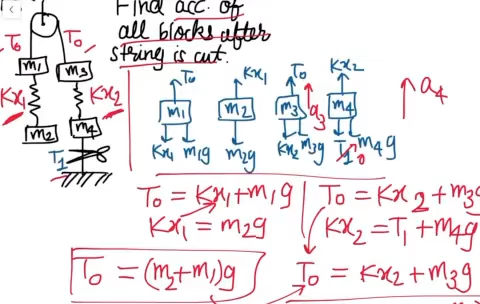 Find acc. of
all blocks after
string is cut.
T₀ T₀
m₁ m₃
Kx₁ Kx₂
m₂ m₄
T₁
T₀ Kx₁ T₀ Kx₂
a₃ a₄
m₁ m₂ m₃ m₄
Kx₁ m₁g m₂g Kx₂ m₃g T₁ 0 m₄g
T₀ = Kx₁ + m₁g
Kx₁ = m₂g
T₀ = (m₂+m₁)g
T₀ = Kx₂ + m₃g
Kx₂ = T₁ + m₄g
T₀ = Kx₂ + m₃g